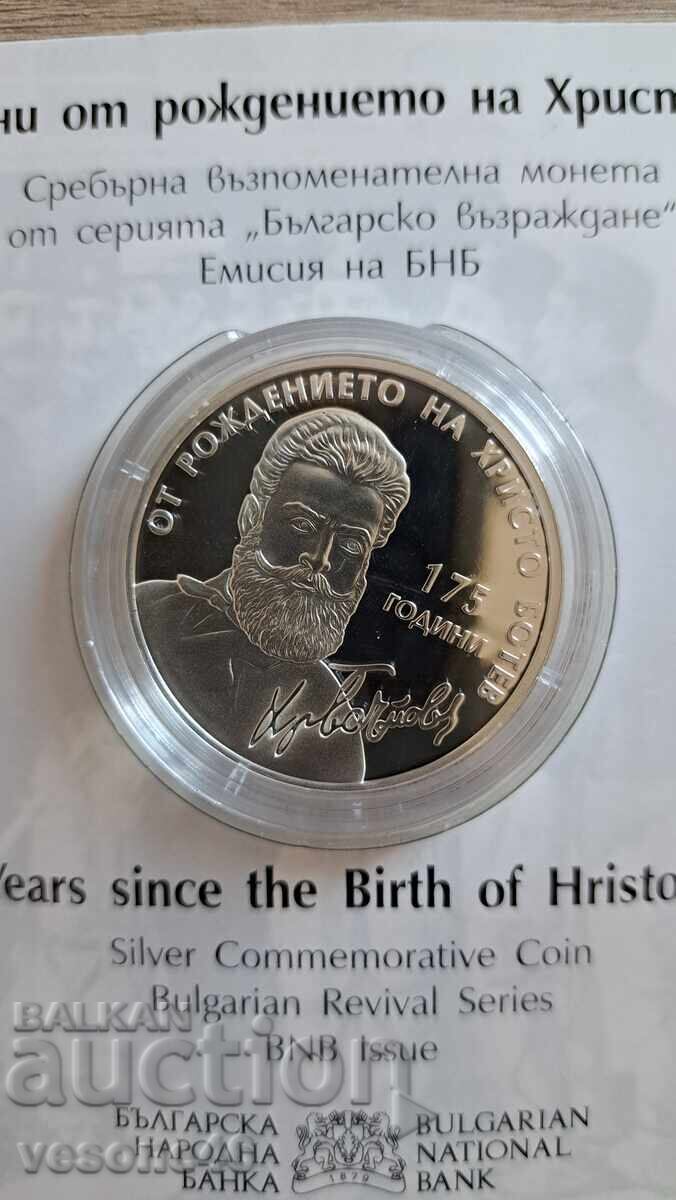 ни от рождението на Христ
Сребърна възпоменателна монета
от серията „Българско възраждане“
Емисия на БНБ
ОТ РОЖДЕНИЕТО НА ХРИСТО БОТЕВ
175
ГОДИНИ
Years since the Birth of Hristo
Silver Commemorative Coin
Bulgarian Revival Series
BNB Issue
BALKAN
auction
БЪЛГАРСКА
НАРОДНА
БАНКА
1879
BULGARIAN
NATIONAL
BANK